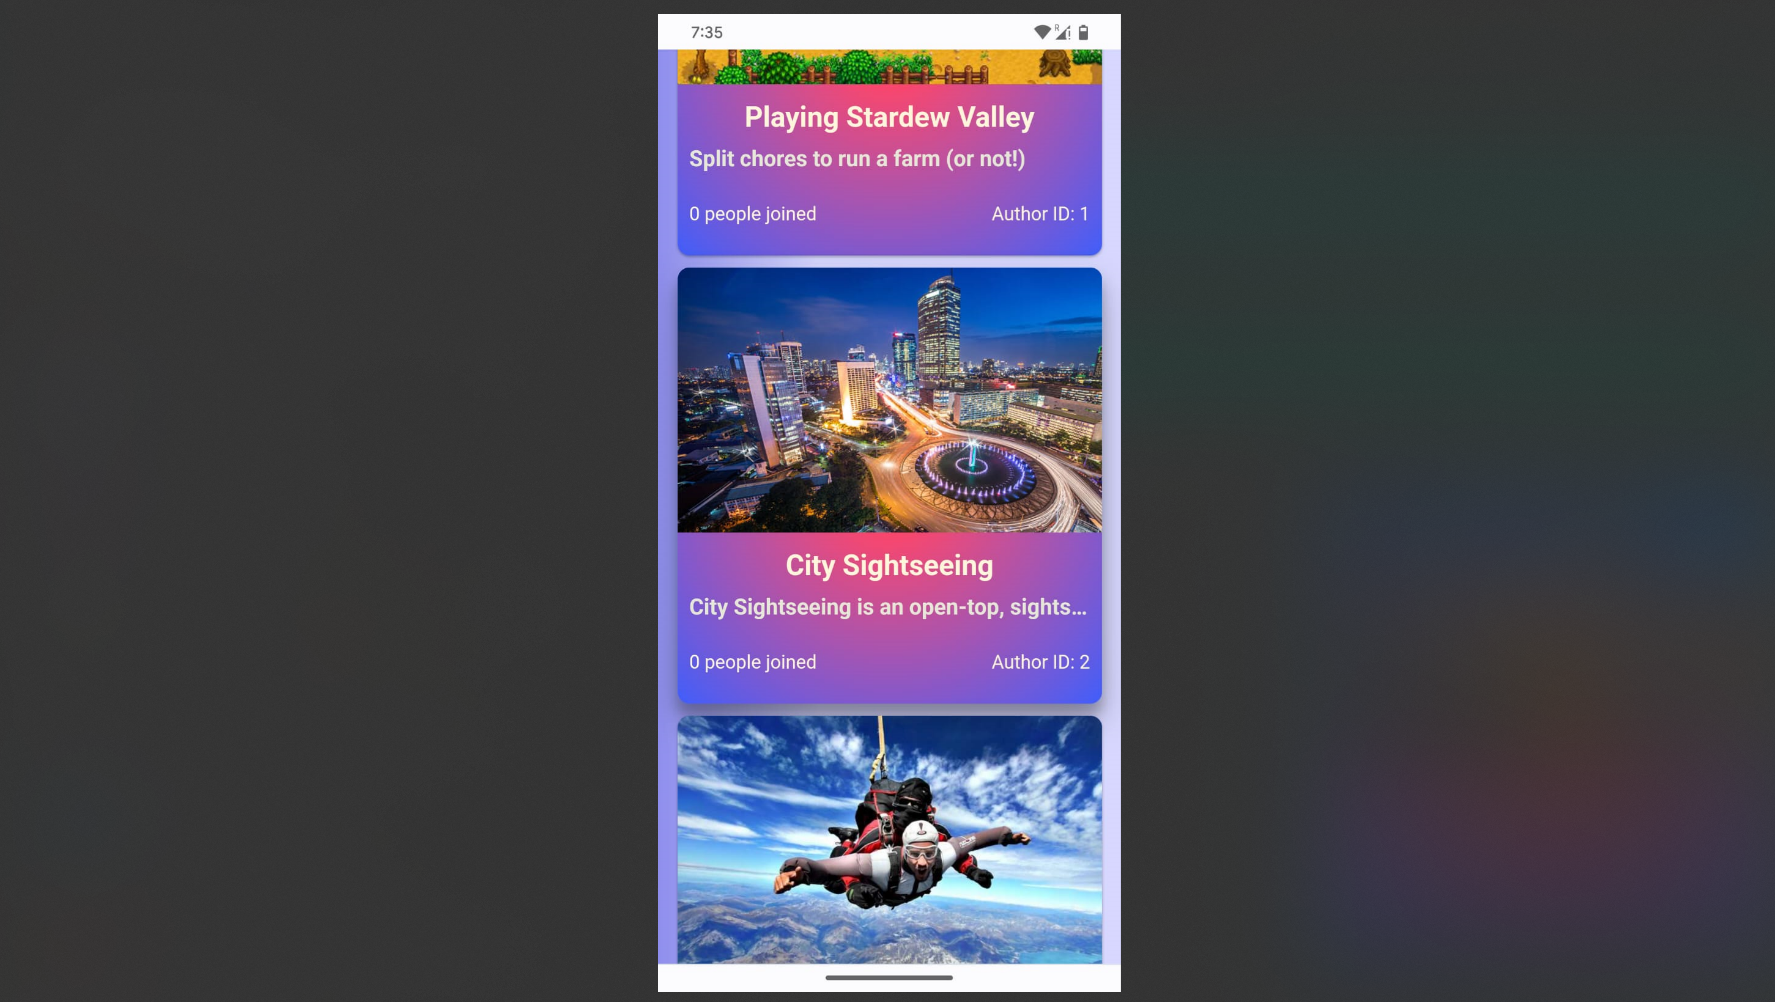 7:35
Playing Stardew Valley
Split chores to run a farm (or not!)
0 people joined
Author ID: 1
City Sightseeing
City Sightseeing is an open-top, sights...
0 people joined
Author ID: 2